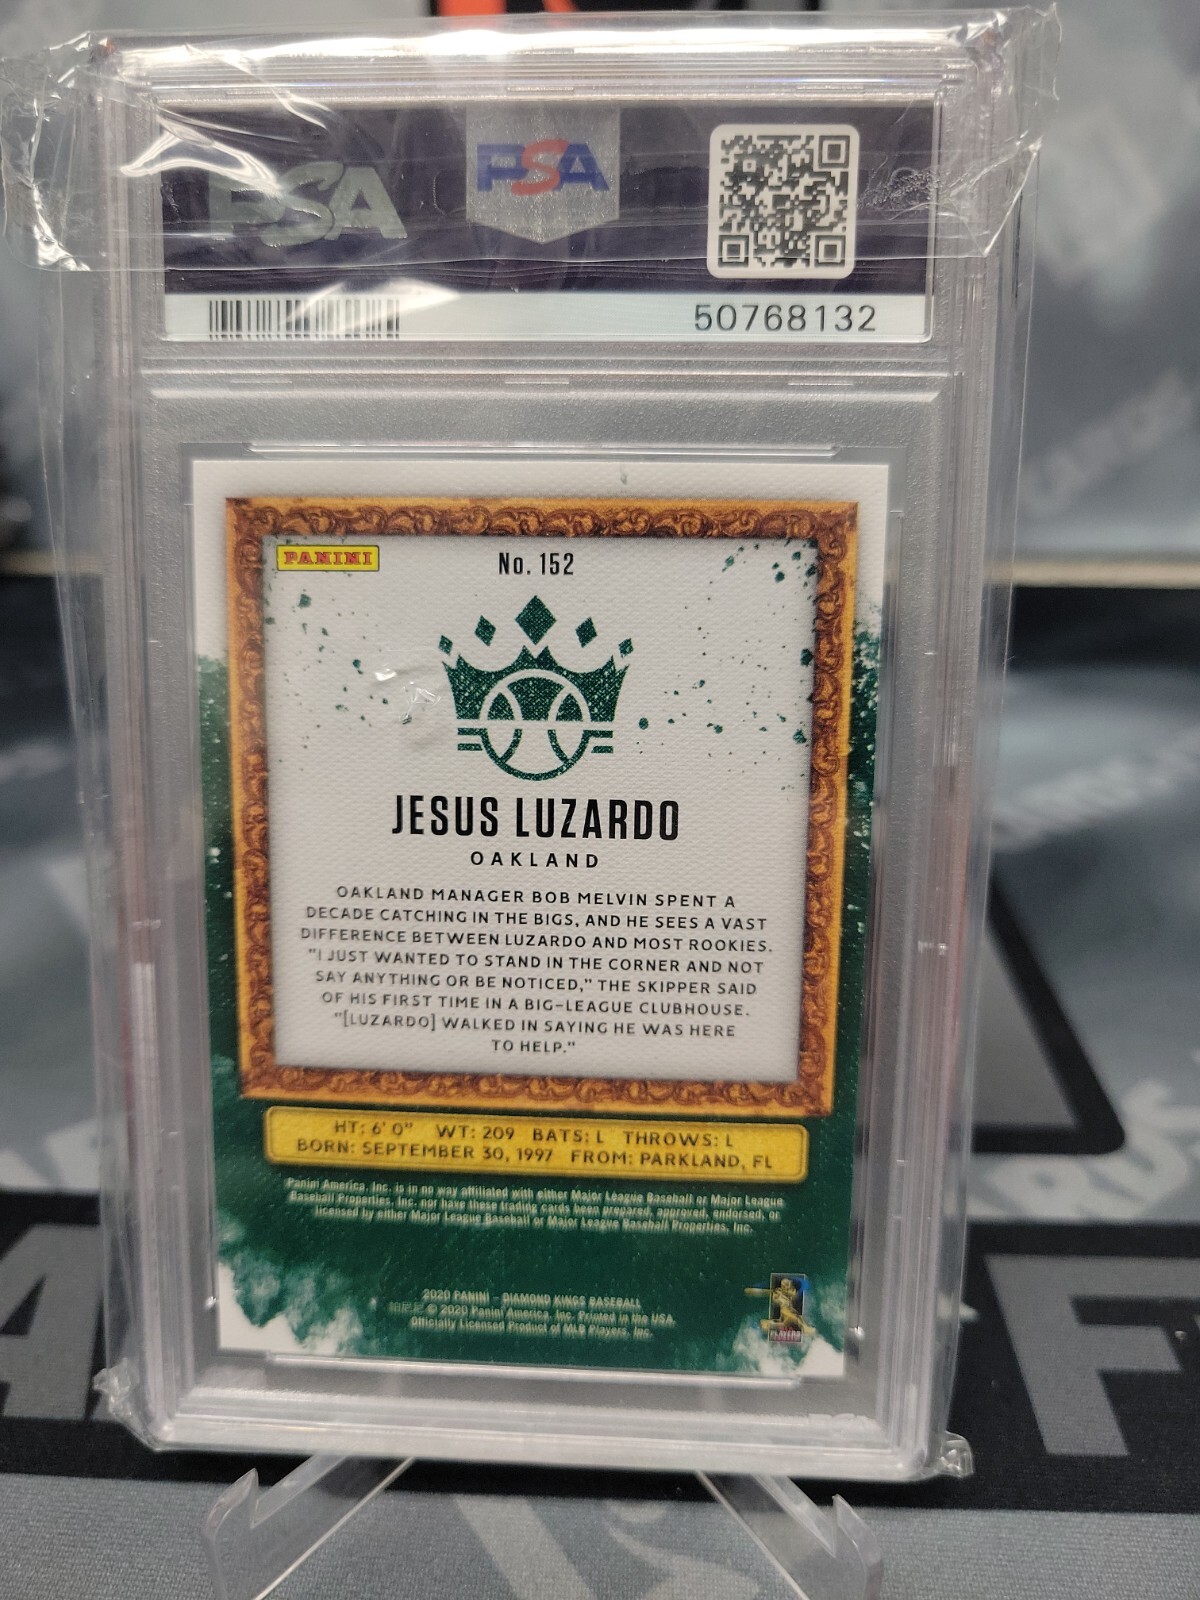 PSA
PSA
50768132
PANINI
No. 152
JESUS LUZARDO
OAKLAND
OAKLAND MANAGER BOB MELVIN SPENT A
DECADE CATCHING IN THE BIGS, AND HE SEES A VAST
DIFFERENCE BETWEEN LUZARDO AND MOST ROOKIES.
"I JUST WANTED TO STAND IN THE CORNER AND NOT
SAY ANYTHING OR BE NOTICED," THE SKIPPER SAID
OF HIS FIRST TIME IN A BIG-LEAGUE CLUBHOUSE.
"[LUZARDO] WALKED IN SAYING HE WAS HERE
TO HELP."
HT: 6' 0" WT: 209 BATS: L THROWS: L
BORN: SEPTEMBER 30, 1997 FROM: PARKLAND, FL
Panini America, Inc. is in no way affiliated with either Major League Baseball or Major League
Baseball Properties, Inc. nor have these trading cards been prepared, approved, endorsed, or
licensed by either Major League Baseball or Major League Baseball Properties, Inc.
2020 PANINI - DIAMOND KINGS BASEBALL
© 2020 Panini America, Inc. Printed in the USA.
Officially Licensed Product of MLB Players, Inc.
PLAYERS